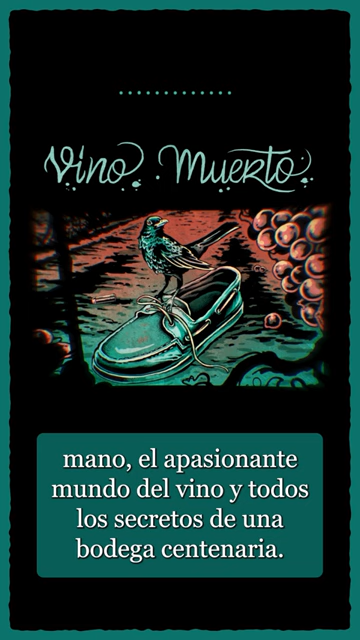 Vino Muerto
mano, el apasionante
mundo del vino y todos
los secretos de una
bodega centenaria.